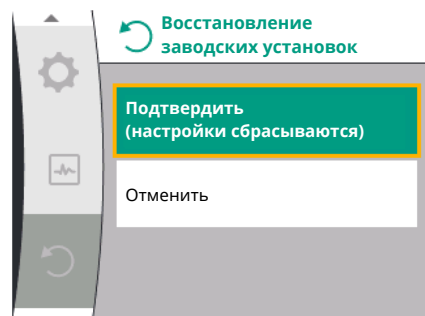 Восстановление
заводских установок
Подтвердить
(настройки сбрасываются)
Отменить